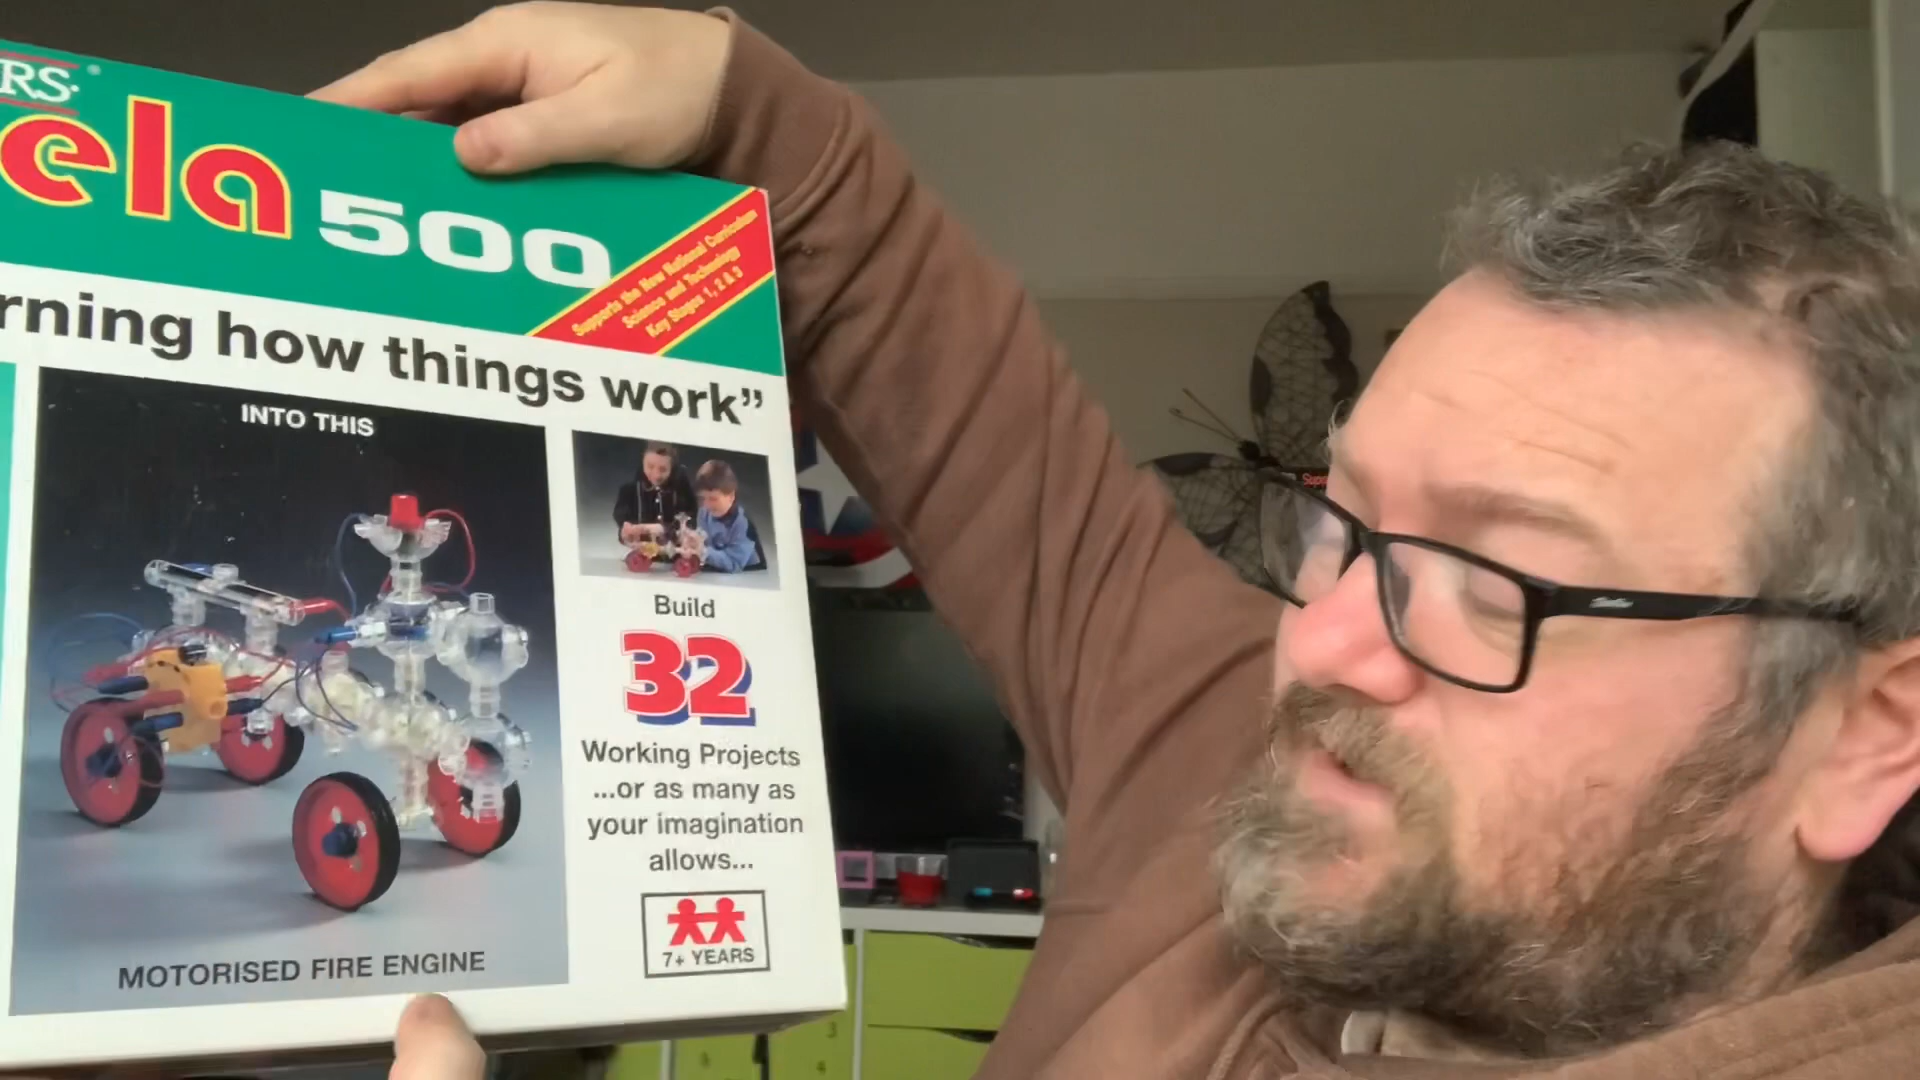 RS
ela 500
Supports the New National Curriculum
Science and Technology
Key Stages 1, 2 & 3
rning how things work”
INTO THIS
Build
32
Working Projects
...or as many as
your imagination
allows...
7+ YEARS
MOTORISED FIRE ENGINE